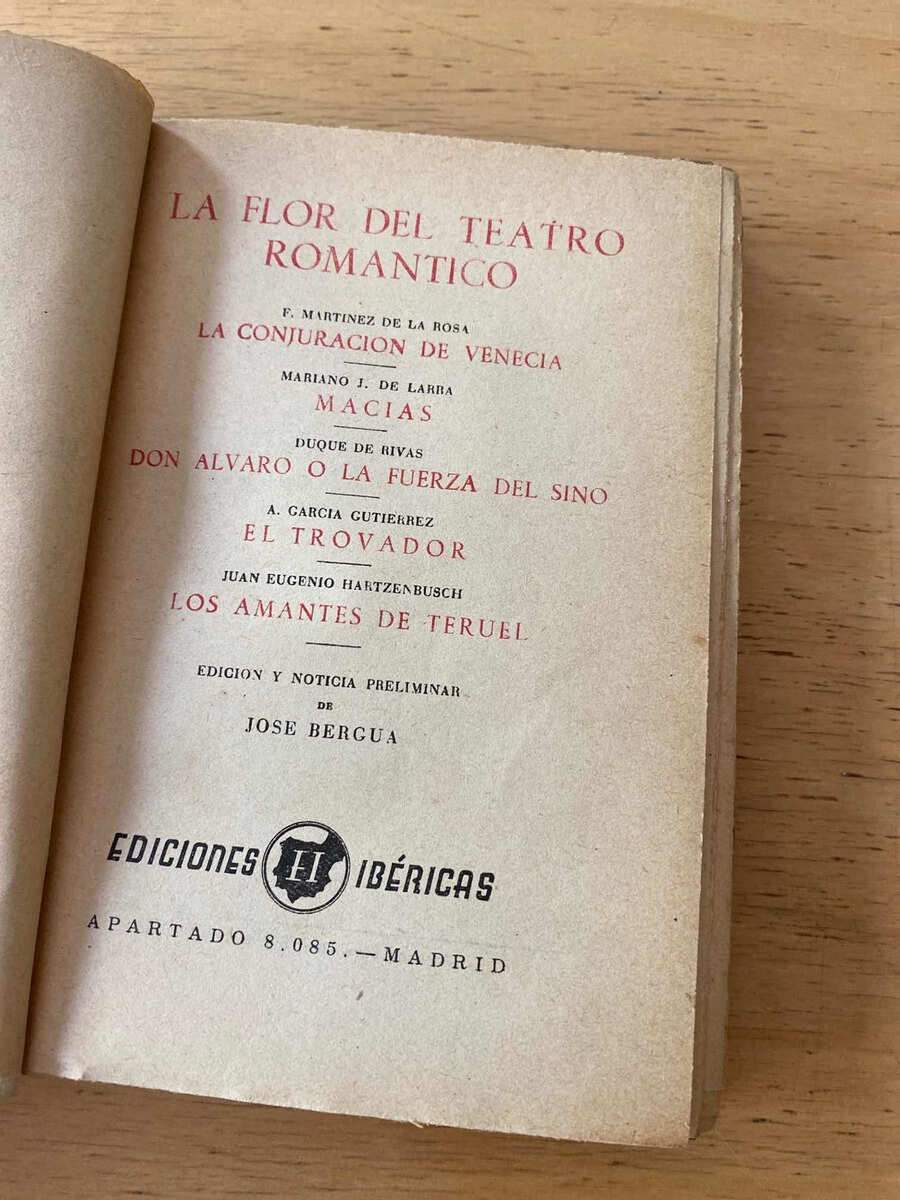 LA FLOR DEL TEATRO
ROMANTICO
F. MARTINEZ DE LA ROSA
LA CONJURACION DE VENECIA
MARIANO J. DE LARRA
MACIAS
DUQUE DE RIVAS
DON ALVARO O LA FUERZA DEL SINO
A. GARCIA GUTIERREZ
EL TROVADOR
JUAN EUGENIO HARTZENBUSCH
LOS AMANTES DE TERUEL
EDICION Y NOTICIA PRELIMINAR
DE
JOSE BERGUA
EDICIONES IBÉRICAS
APARTADO 8.085.—MADRID